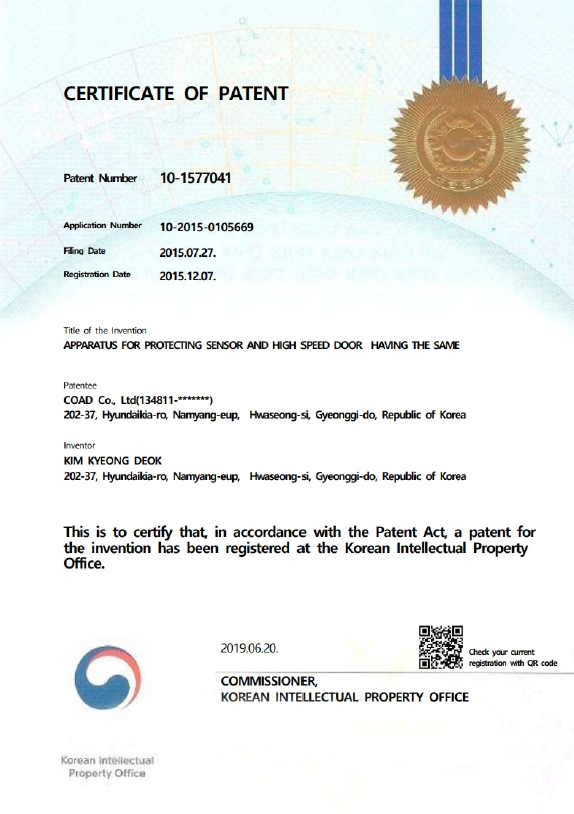 CERTIFICATE OF PATENT
Patent Number 10-1577041
Application Number 10-2015-0105669
Filing Date 2015.07.27.
Registration Date 2015.12.07.
Title of the Invention
APPARATUS FOR PROTECTING SENSOR AND HIGH SPEED DOOR HAVING THE SAME
Patentee
COAD Co., Ltd(134811-*******)
202-37, Hyundaikia-ro, Namyang-eup, Hwaseong-si, Gyeonggi-do, Republic of Korea
Inventor
KIM KYEONG DEOK
202-37, Hyundaikia-ro, Namyang-eup, Hwaseong-si, Gyeonggi-do, Republic of Korea
This is to certify that, in accordance with the Patent Act, a patent for
the invention has been registered at the Korean Intellectual Property
Office.
2019.06.20.
Check your current
registration with QR code
COMMISSIONER,
KOREAN INTELLECTUAL PROPERTY OFFICE
Korean Intellectual
Property Office